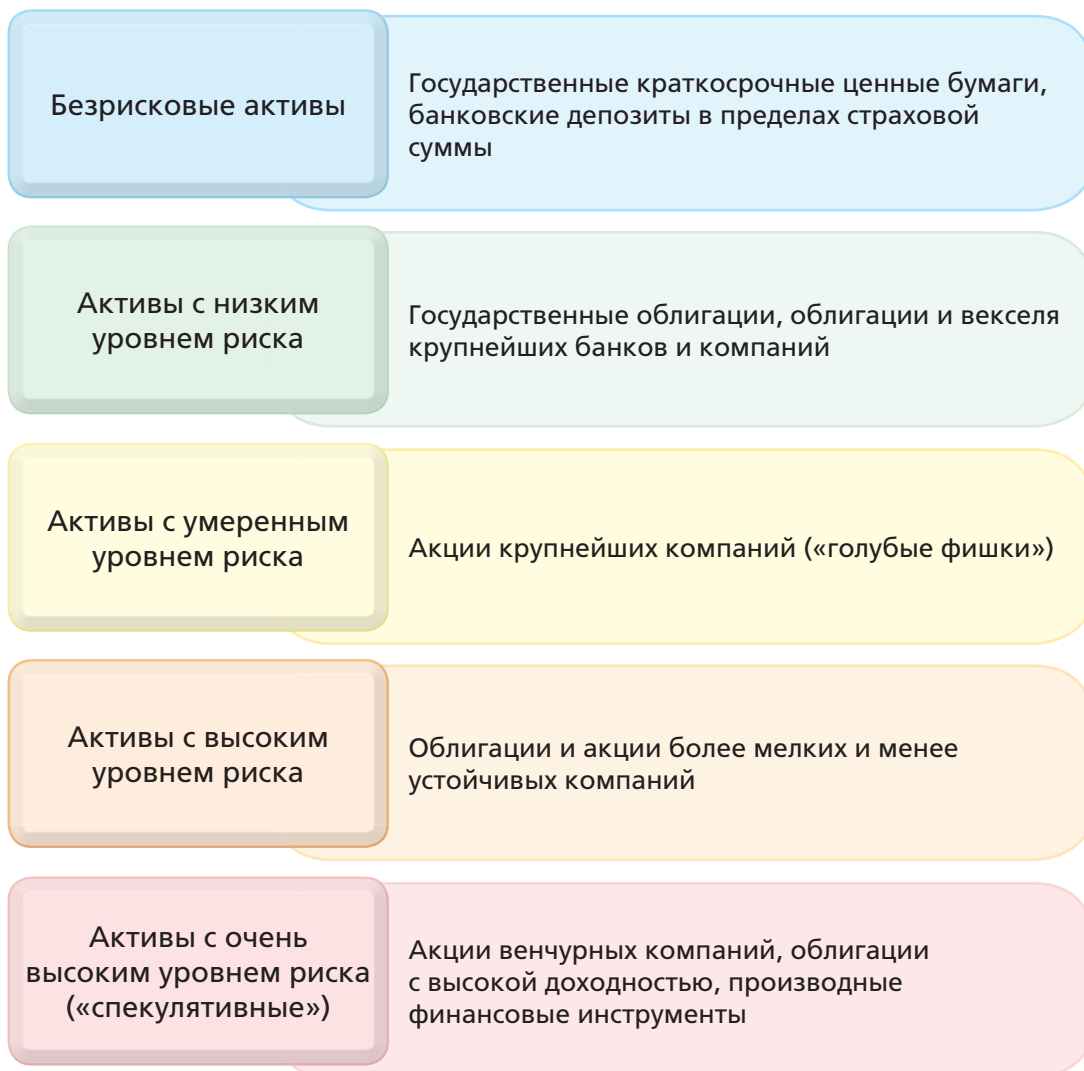 Безрисковые активы
Государственные краткосрочные ценные бумаги,
банковские депозиты в пределах страховой
суммы
Активы с низким
уровнем риска
Государственные облигации, облигации и векселя
крупнейших банков и компаний
Активы с умеренным
уровнем риска
Акции крупнейших компаний («голубые фишки»)
Активы с высоким
уровнем риска
Облигации и акции более мелких и менее
устойчивых компаний
Активы с очень
высоким уровнем риска
(«спекулятивные»)
Акции венчурных компаний, облигации
с высокой доходностью, производные
финансовые инструменты